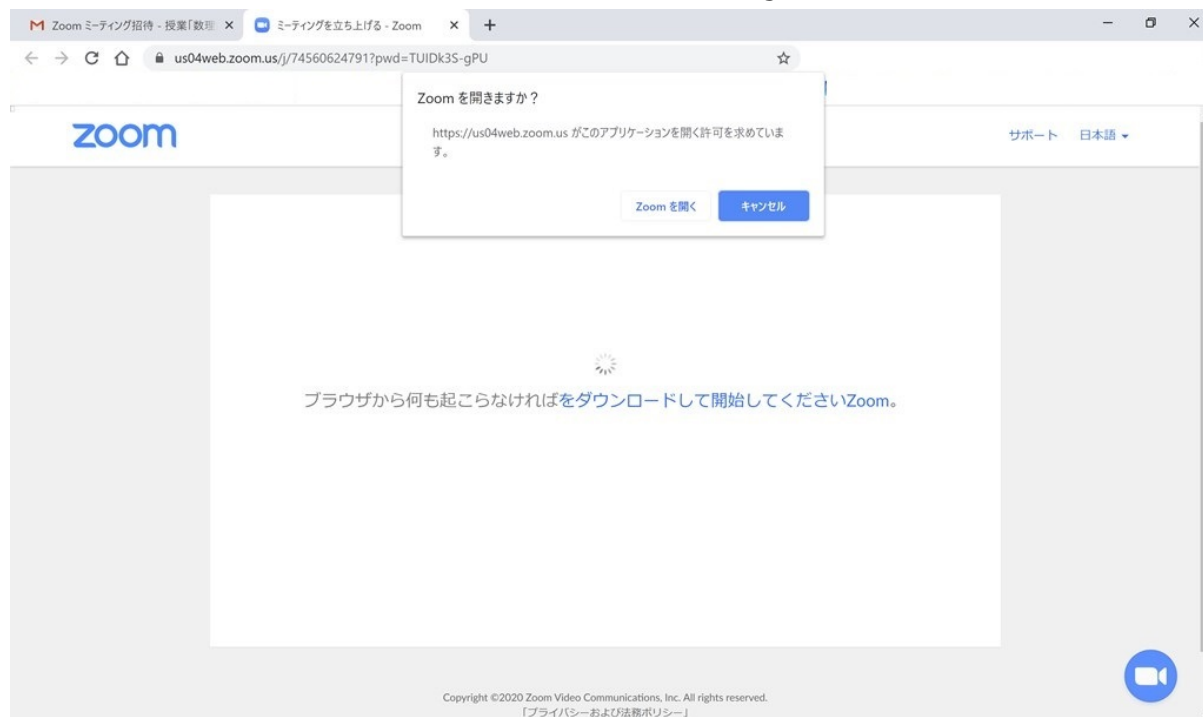 Zoom ミーティング招待 - 授業「数理
ミーティングを立ち上げる - Zoom
us04web.zoom.us/j/74560624791?pwd=TUIDk3S-gPU
Zoom を開きますか？
https://us04web.zoom.us がこのアプリケーションを開く許可を求めていま
す。
Zoom を開く
キャンセル
zoom
サポート 日本語
ブラウザから何も起こらなければをダウンロードして開始してくださいZoom。
Copyright ©2020 Zoom Video Communications, Inc. All rights reserved.
「プライバシーおよび法務ポリシー」